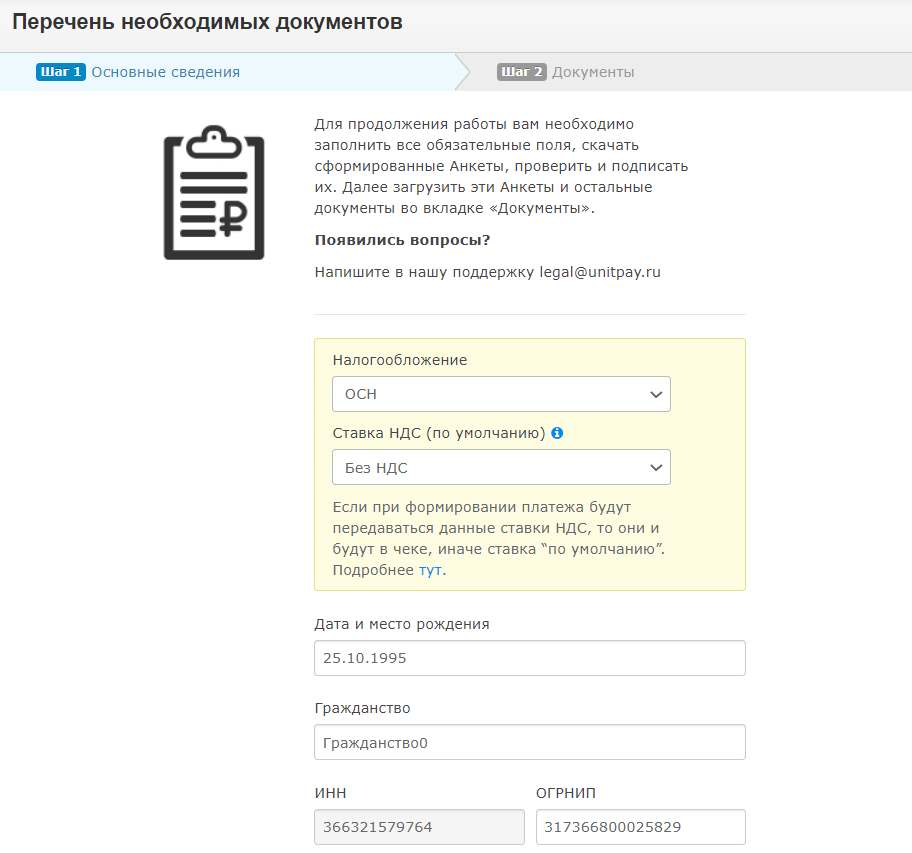 Перечень необходимых документов
Шаг 1 Основные сведения
Шаг 2 Документы
Для продолжения работы вам необходимо
заполнить все обязательные поля, скачать
сформированные Анкеты, проверить и подписать
их. Далее загрузить эти Анкеты и остальные
документы во вкладке «Документы».
Появились вопросы?
Напишите в нашу поддержку legal@unitpay.ru
Налогообложение
ОСН
Ставка НДС (по умолчанию)
Без НДС
Если при формировании платежа будут
передаваться данные ставки НДС, то они и
будут в чеке, иначе ставка “по умолчанию”.
Подробнее тут.
Дата и место рождения
25.10.1995
Гражданство
Гражданство0
ИНН
ОГРНИП
366321579764
317366800025829